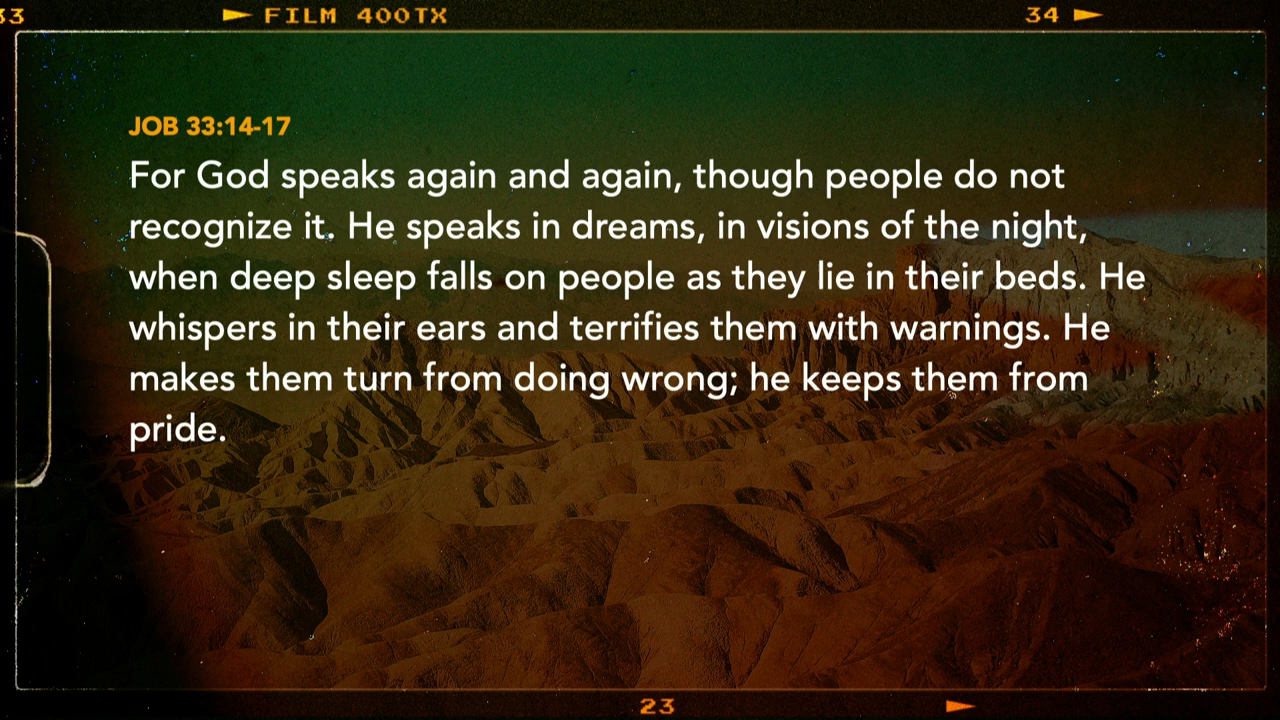 33 ► FILM 400TX 34 ►
JOB 33:14-17
For God speaks again and again, though people do not
recognize it. He speaks in dreams, in visions of the night,
when deep sleep falls on people as they lie in their beds. He
whispers in their ears and terrifies them with warnings. He
makes them turn from doing wrong; he keeps them from
pride.
23 ►